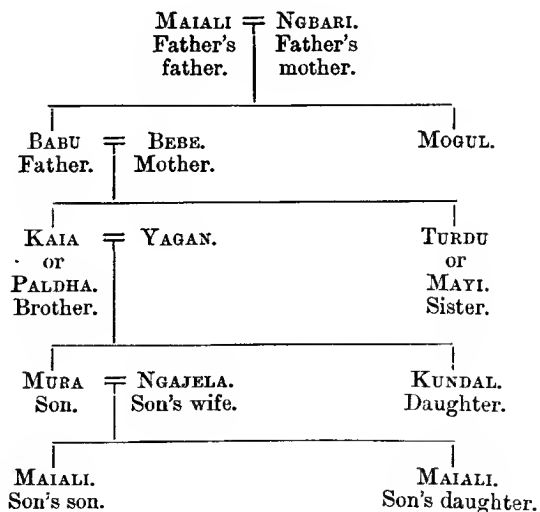 MAIALI = NGBARI.
Father's Father's
father. mother.
BABU = BEBE. MOGUL.
Father. Mother.
KAIA = YAGAN. TURDU
or or
PALDHA. MAYI.
Brother. Sister.
MURA = NGAJELA. KUNDAL.
Son. Son's wife. Daughter.
MAIALI. MAIALI.
Son's son. Son's daughter.